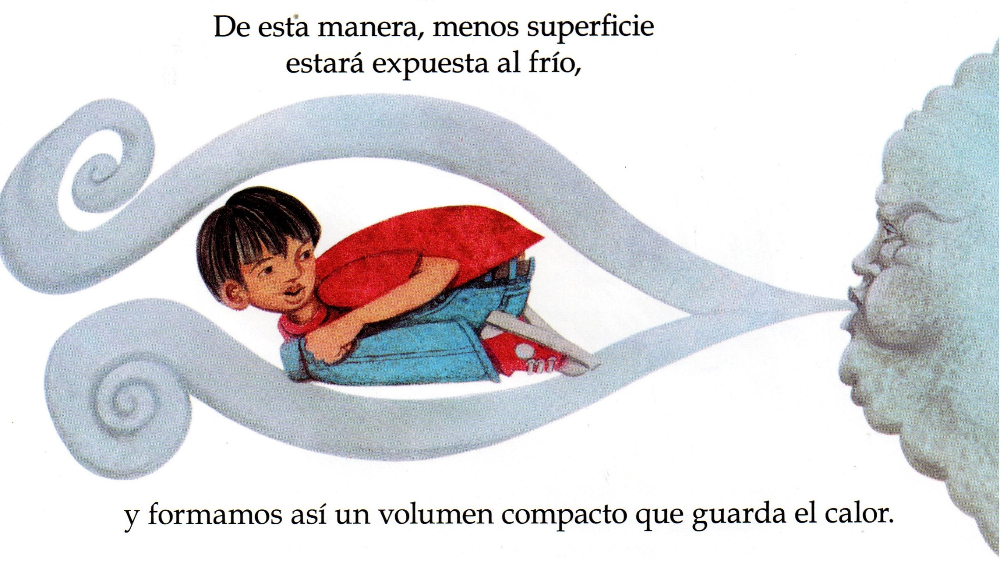 De esta manera, menos superficie
estará expuesta al frío,
y formamos así un volumen compacto que guarda el calor.